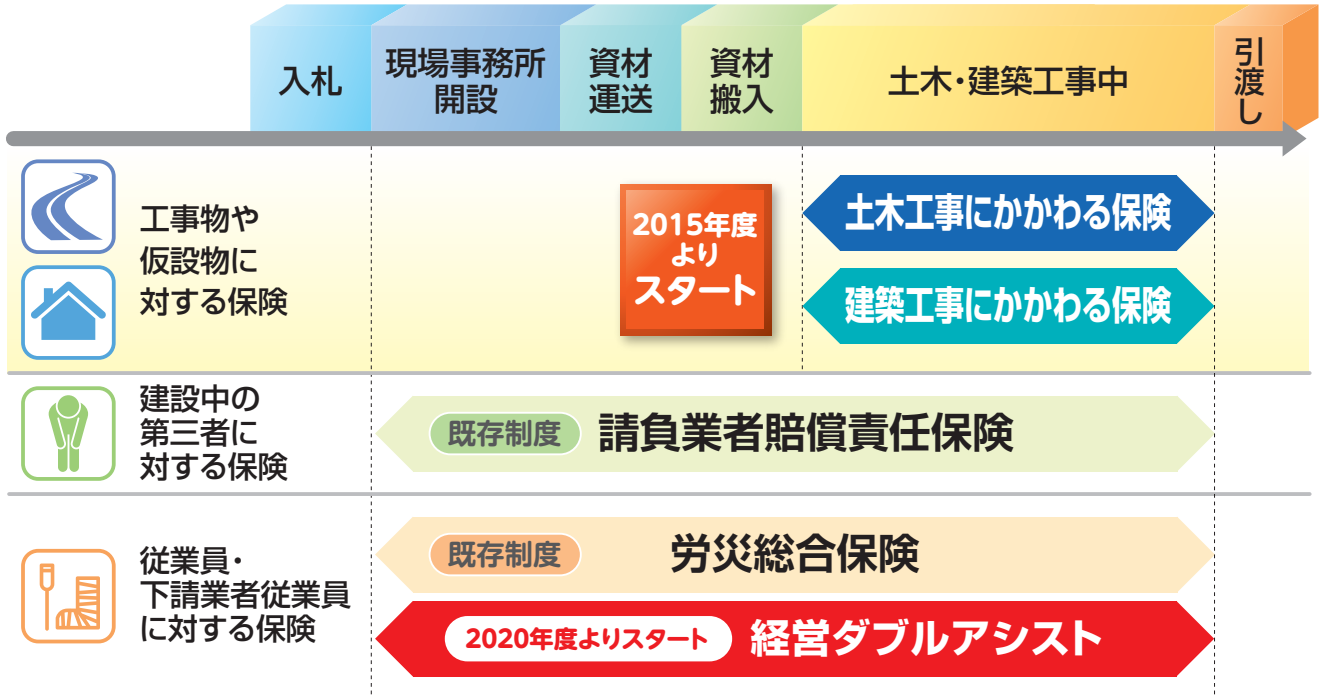 入札
現場事務所
開設
資材
運送
資材
搬入
土木・建築工事中
引渡し
工事物や
仮設物に
対する保険
2015年度
より
スタート
土木工事にかかわる保険
建築工事にかかわる保険
建設中の
第三者に
対する保険
既存制度 請負業者賠償責任保険
従業員・
下請業者従業員
に対する保険
既存制度 労災総合保険
2020年度よりスタート 経営ダブルアシスト